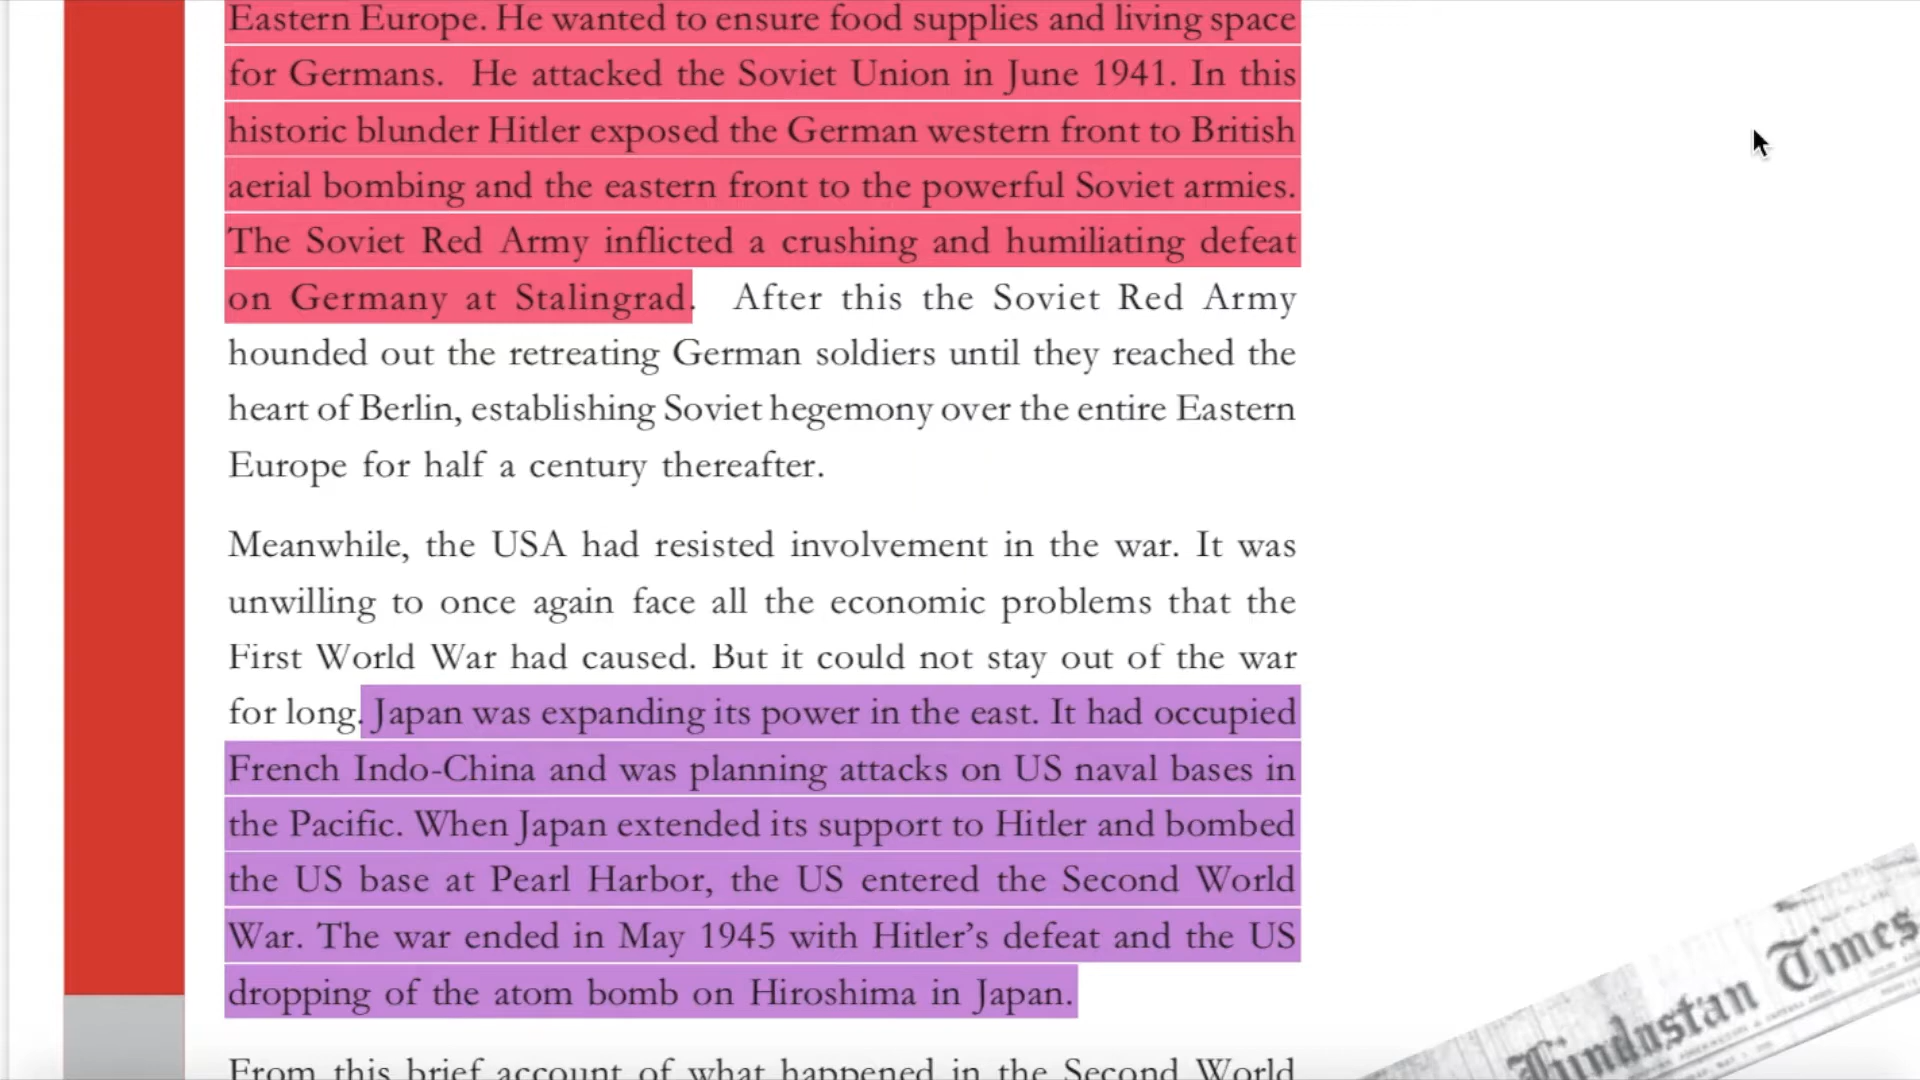 Eastern Europe. He wanted to ensure food supplies and living space
for Germans. He attacked the Soviet Union in June 1941. In this
historic blunder Hitler exposed the German western front to British
aerial bombing and the eastern front to the powerful Soviet armies.
The Soviet Red Army inflicted a crushing and humiliating defeat
on Germany at Stalingrad. After this the Soviet Red Army
hounded out the retreating German soldiers until they reached the
heart of Berlin, establishing Soviet hegemony over the entire Eastern
Europe for half a century thereafter.
Meanwhile, the USA had resisted involvement in the war. It was
unwilling to once again face all the economic problems that the
First World War had caused. But it could not stay out of the war
for long. Japan was expanding its power in the east. It had occupied
French Indo-China and was planning attacks on US naval bases in
the Pacific. When Japan extended its support to Hitler and bombed
the US base at Pearl Harbor, the US entered the Second World
War. The war ended in May 1945 with Hitler's defeat and the US
dropping of the atom bomb on Hiroshima in Japan.
From this brief account of what happened in the Second World
Hindustan Times